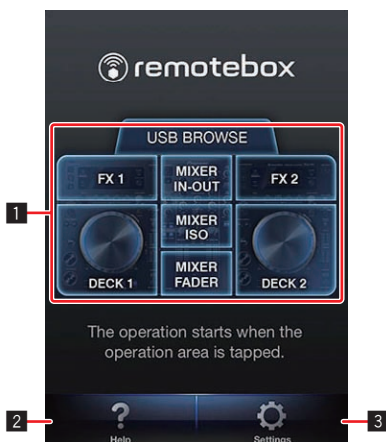 remotebox
USB BROWSE
FX 1
MIXER
IN-OUT
FX 2
MIXER
ISO
DECK 1
MIXER
FADER
DECK 2
The operation starts when the
operation area is tapped.
Help
Settings
1
2
3